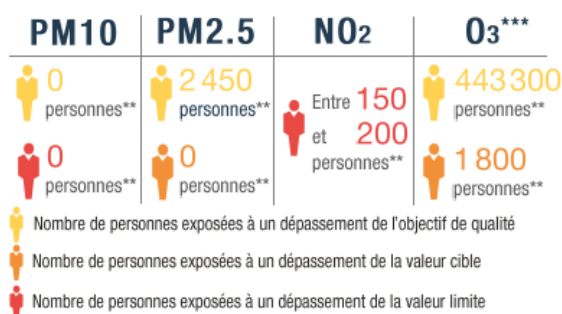 PM10 PM2.5 NO2 O3***
0 personnes**
0 personnes**
2 450 personnes**
0 personnes**
Entre 150
et 200
personnes**
443 300 personnes**
1 800 personnes**
Nombre de personnes exposées à un dépassement de l'objectif de qualité
Nombre de personnes exposées à un dépassement de la valeur cible
Nombre de personnes exposées à un dépassement de la valeur limite